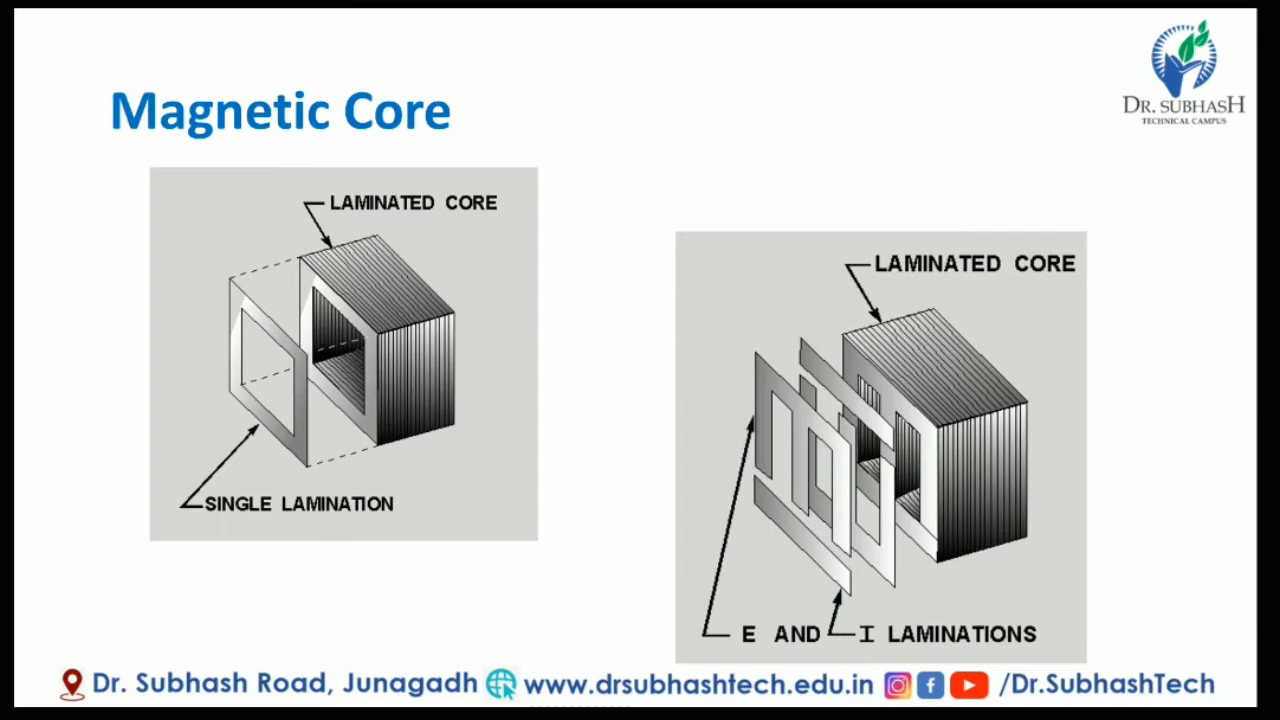 Magnetic Core
DR. SUBHASH
TECHNICAL CAMPUS
LAMINATED CORE
SINGLE LAMINATION
LAMINATED CORE
E AND I LAMINATIONS
Dr. Subhash Road, Junagadh www.drsubhashtech.edu.in /Dr.SubhashTech